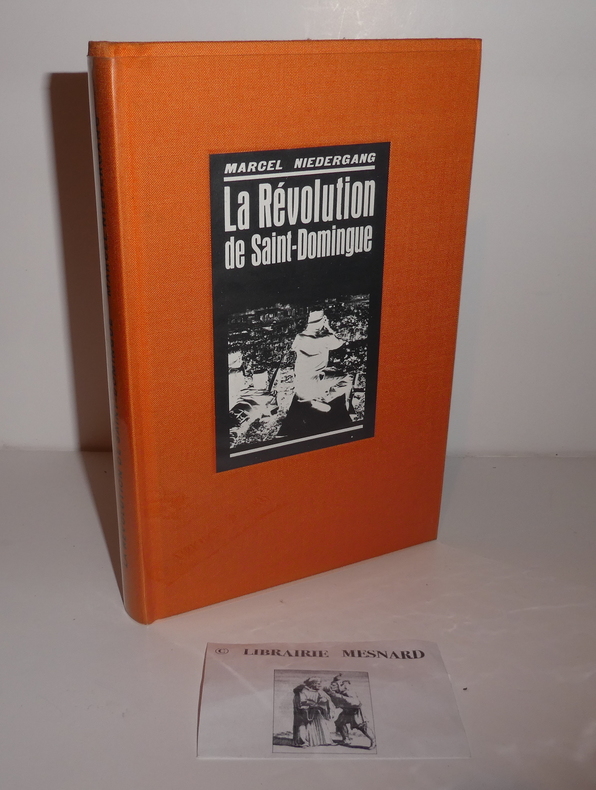 MARCEL NIEDERGANG
La Révolution
de Saint-Domingue
© LIBRAIRIE MESNARD